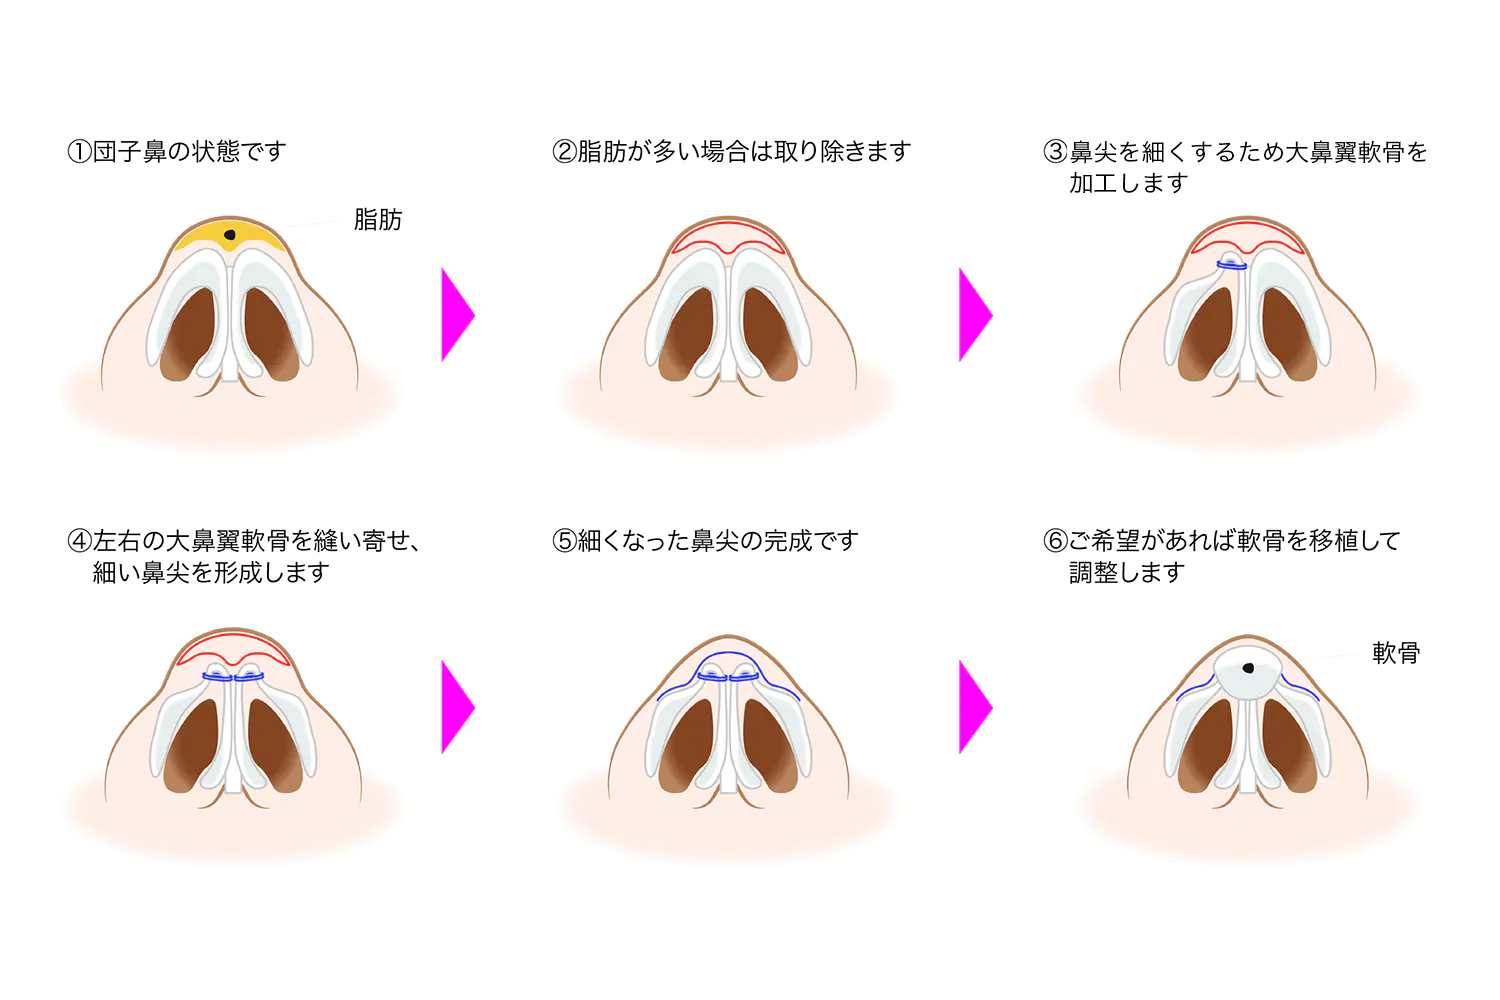 ①団子鼻の状態です
脂肪
②脂肪が多い場合は取り除きます
③鼻尖を細くするため大鼻翼軟骨を
加工します
④左右の大鼻翼軟骨を縫い寄せ、
細い鼻尖を形成します
⑤細くなった鼻尖の完成です
⑥ご希望があれば軟骨を移植して
調整します
軟骨